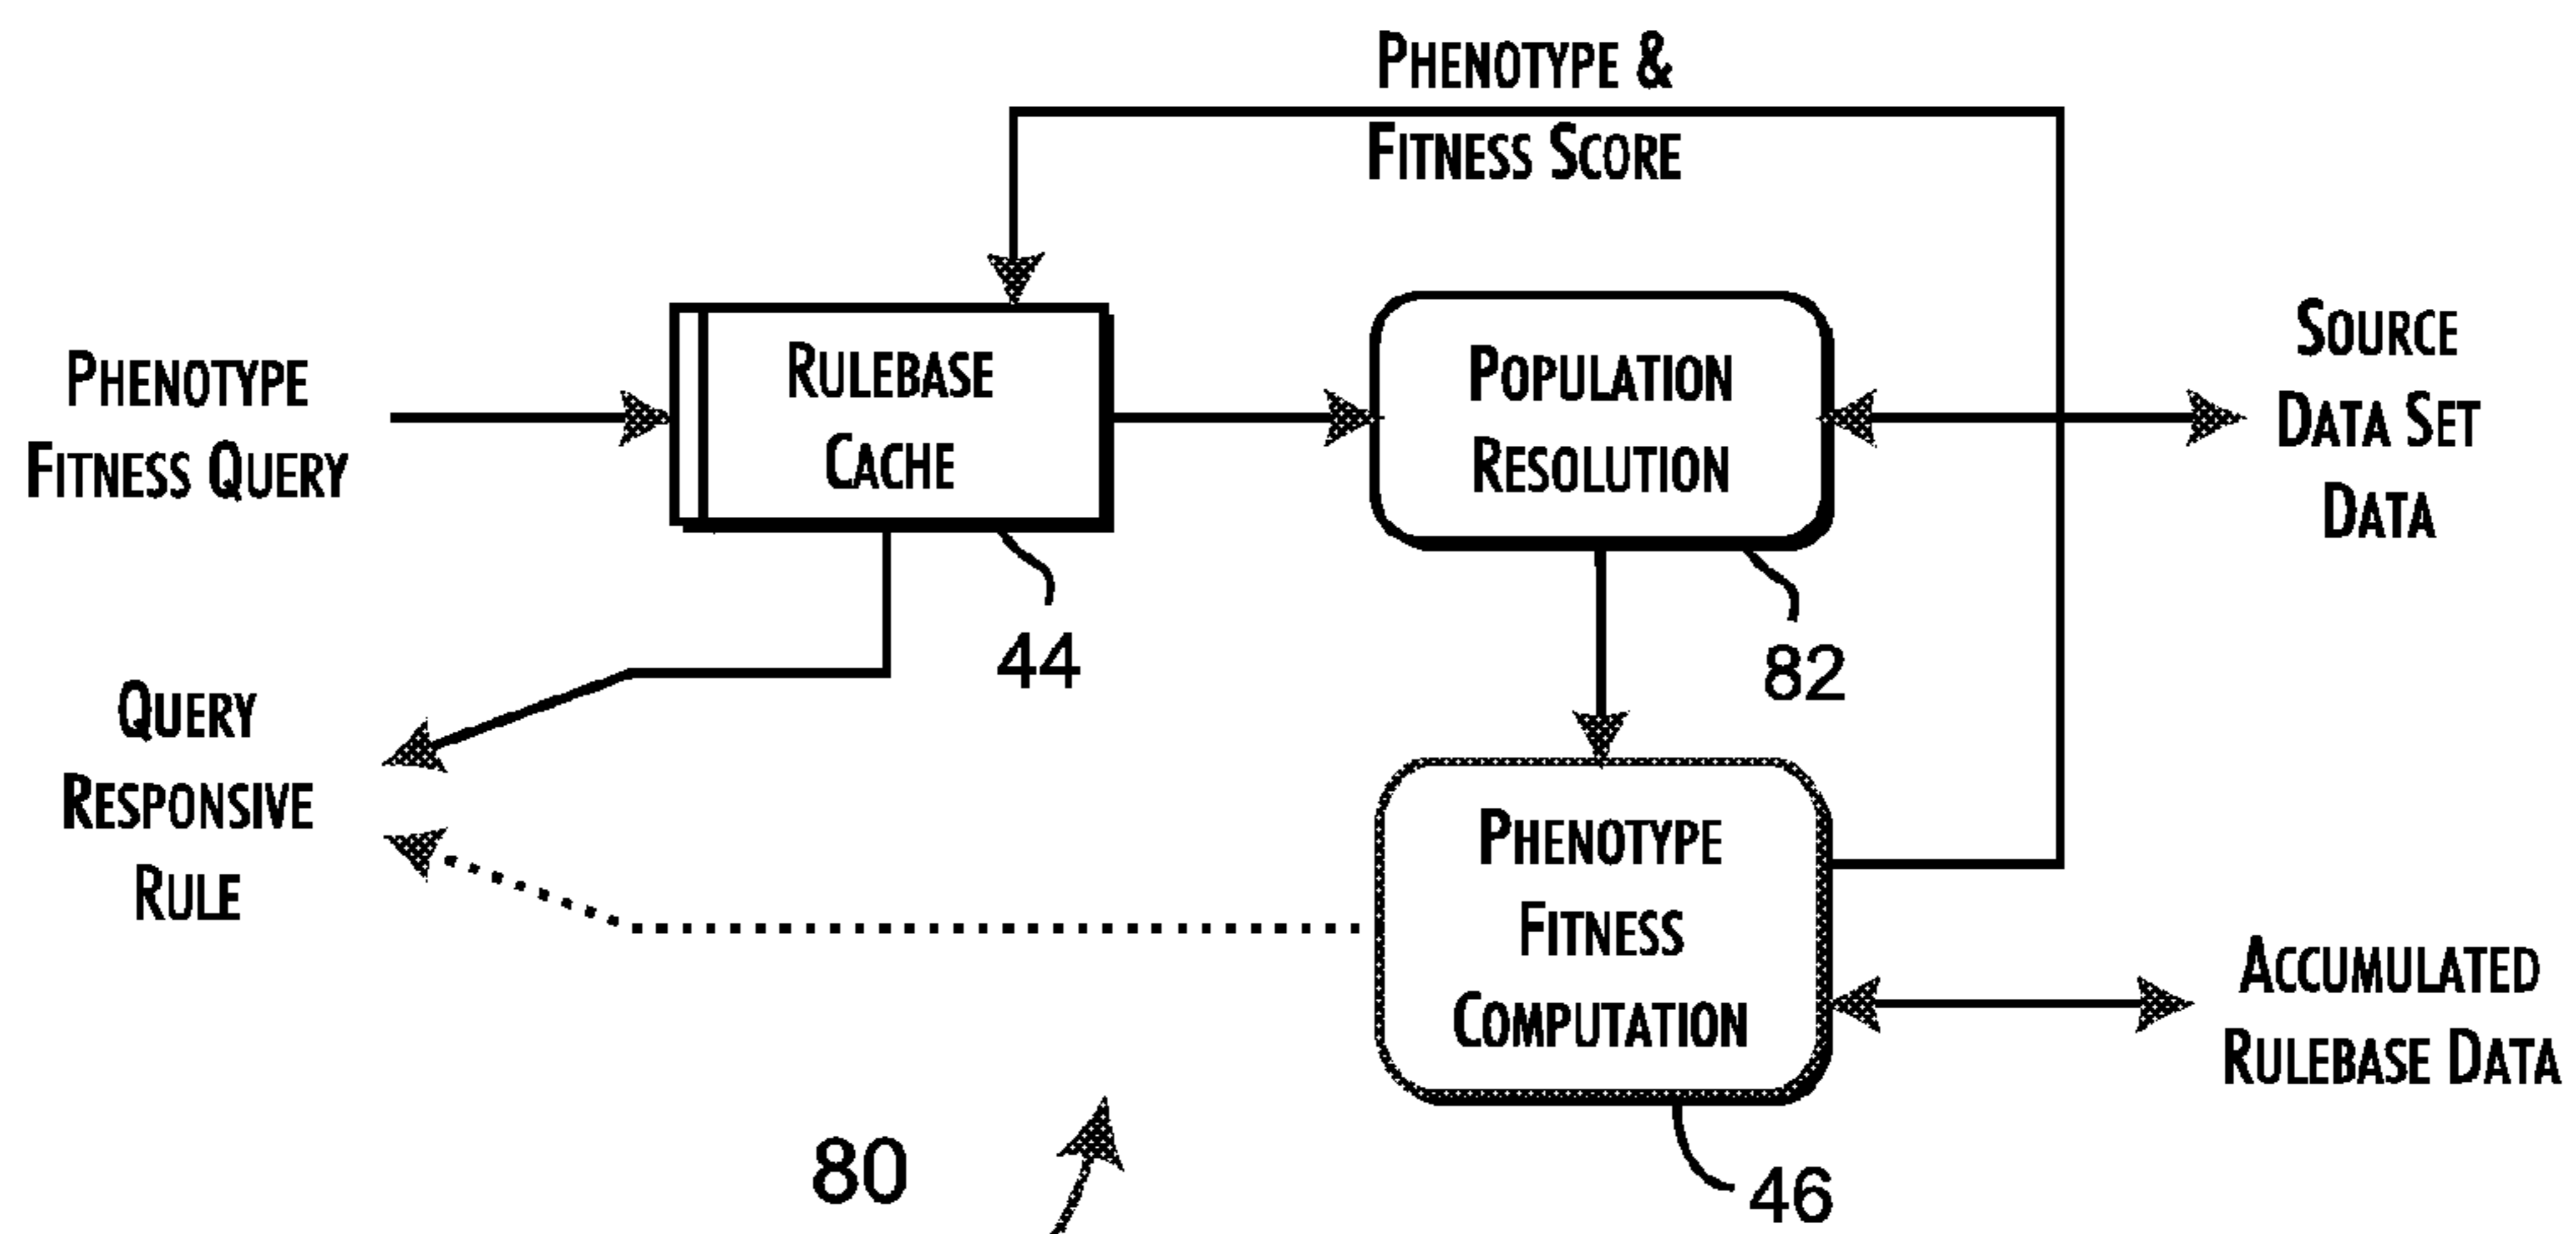 PHENOTYPE &
FITNESS SCORE
PHENOTYPE
FITNESS QUERY
RULEBASE
CACHE
POPULATION
RESOLUTION
SOURCE
DATA SET
DATA
44
82
QUERY
RESPONSIVE
RULE
PHENOTYPE
FITNESS
COMPUTATION
ACCUMULATED
RULEBASE DATA
80
46